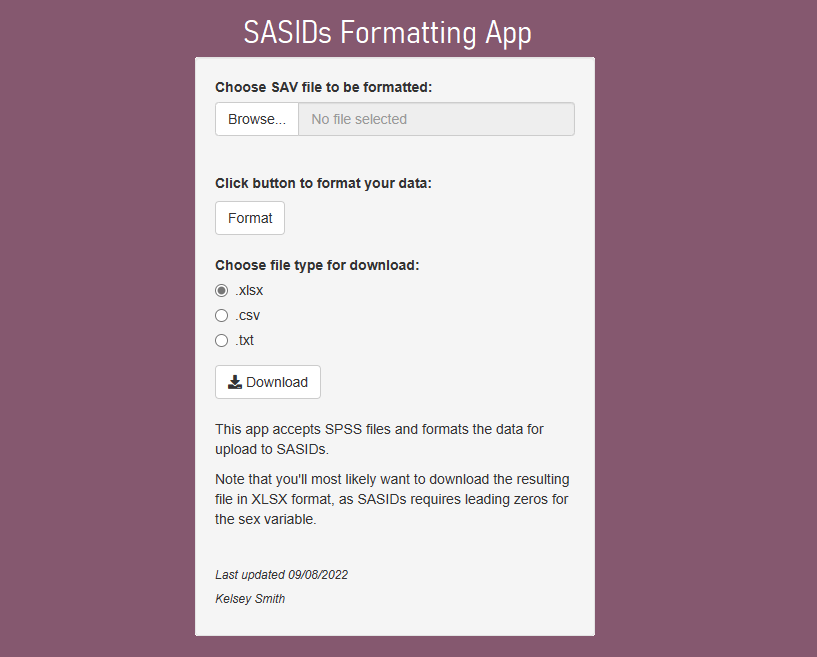 SASIDs Formatting App
Choose SAV file to be formatted:
Browse... No file selected
Click button to format your data:
Format
Choose file type for download:
.xlsx
.csv
.txt
Download
This app accepts SPSS files and formats the data for
upload to SASIDs.
Note that you'll most likely want to download the resulting
file in XLSX format, as SASIDs requires leading zeros for
the sex variable.
Last updated 09/08/2022
Kelsey Smith